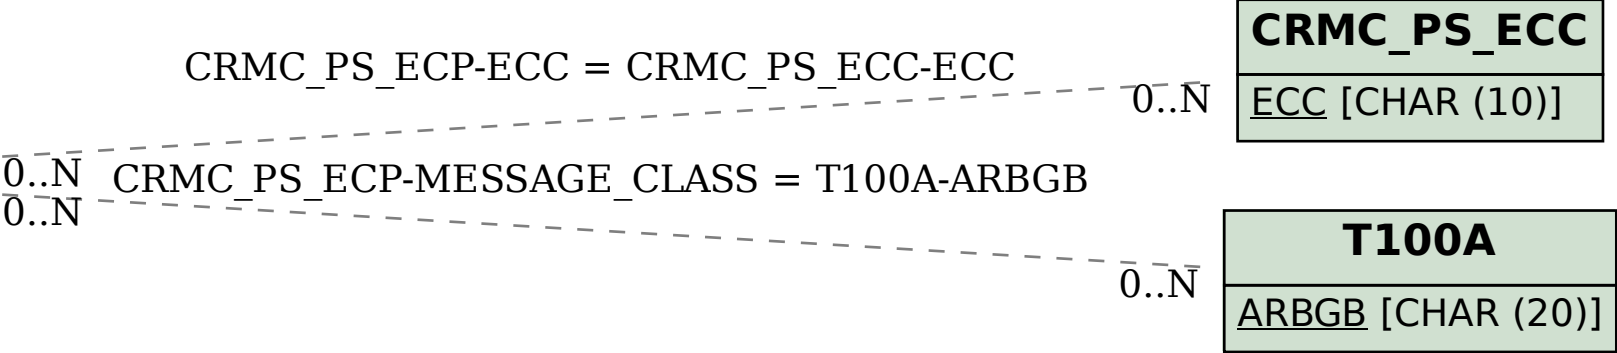 CRMC_PS_ECC
CRMC_PS_ECP-ECC = CRMC_PS_ECC-ECC
0..N
ECC [CHAR (10)]
0..N
CRMC_PS_ECP-MESSAGE_CLASS = T100A-ARBGB
0..N
T100A
0..N
ARBGB [CHAR (20)]